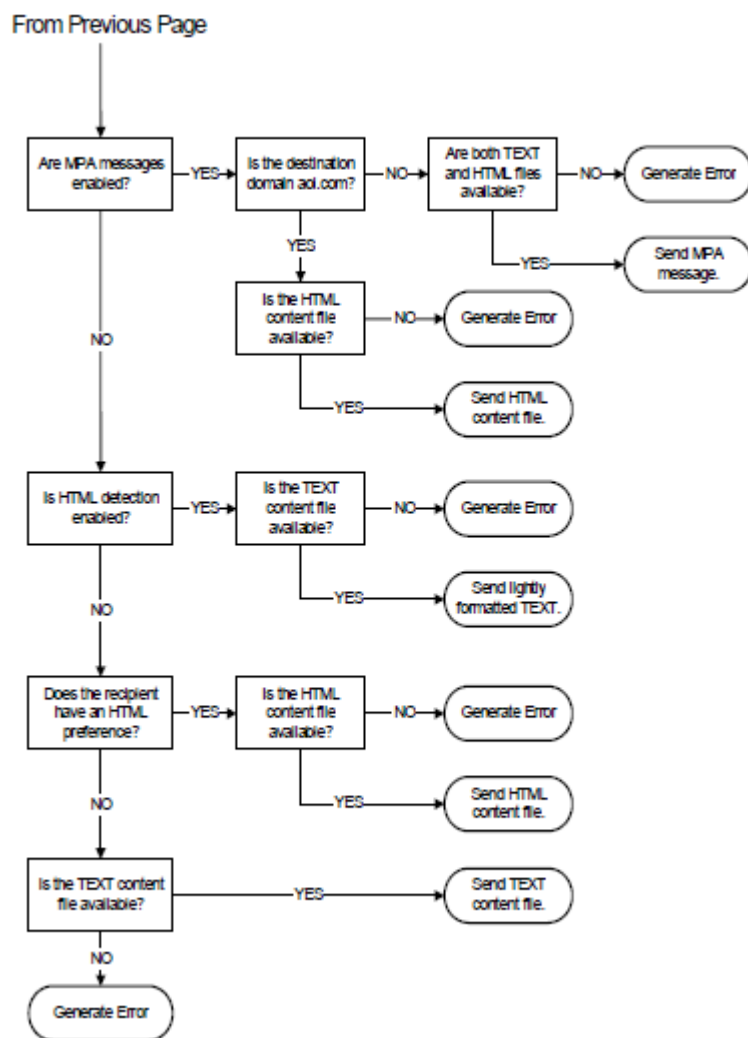 From Previous Page
Are MPA messages
enabled?
YES
Is the destination
domain aol.com?
NO
Are both TEXT
and HTML files
available?
NO
Generate Error
YES
Send MPA
message.
YES
Is the HTML
content file
available?
NO
Generate Error
YES
Send HTML
content file.
NO
Is HTML detection
enabled?
YES
Is the TEXT
content file
available?
NO
Generate Error
YES
Send lightly
formatted TEXT.
NO
Does the recipient
have an HTML
preference?
YES
Is the HTML
content file
available?
NO
Generate Error
YES
Send HTML
content file.
NO
Is the TEXT content
file available?
YES
Send TEXT
content file.
NO
Generate Error